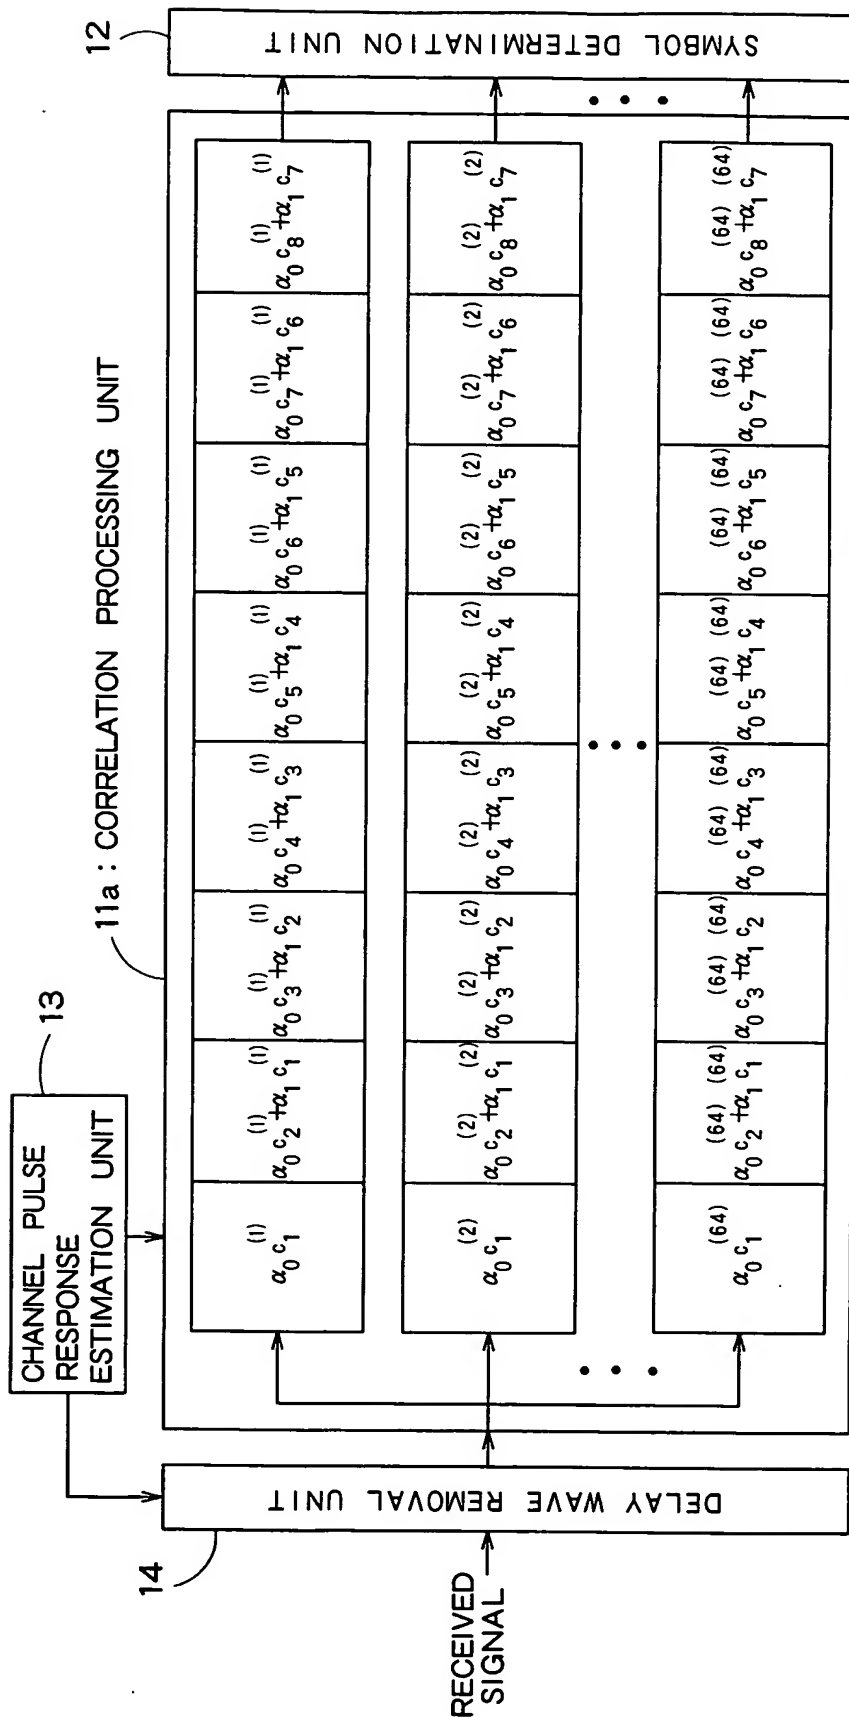 CHANNEL PULSE
RESPONSE
ESTIMATION UNIT
13
11a : CORRELATION PROCESSING UNIT
12
SYMBOL DETERMINATION UNIT
14
DELAY WAVE REMOVAL UNIT
RECEIVED
SIGNAL
α₀c₁⁽¹⁾
α₀c₂⁽¹⁾+α₁c₁⁽¹⁾
α₀c₃⁽¹⁾+α₁c₂⁽¹⁾
α₀c₄⁽¹⁾+α₁c₃⁽¹⁾
α₀c₅⁽¹⁾+α₁c₄⁽¹⁾
α₀c₆⁽¹⁾+α₁c₅⁽¹⁾
α₀c₇⁽¹⁾+α₁c₆⁽¹⁾
α₀c₈⁽¹⁾+α₁c₇⁽¹⁾
α₀c₁⁽²⁾
α₀c₂⁽²⁾+α₁c₁⁽²⁾
α₀c₃⁽²⁾+α₁c₂⁽²⁾
α₀c₄⁽²⁾+α₁c₃⁽²⁾
α₀c₅⁽²⁾+α₁c₄⁽²⁾
α₀c₆⁽²⁾+α₁c₅⁽²⁾
α₀c₇⁽²⁾+α₁c₆⁽²⁾
α₀c₈⁽²⁾+α₁c₇⁽²⁾
α₀c₁⁽⁶⁴⁾
α₀c₂⁽⁶⁴⁾+α₁c₁⁽⁶⁴⁾
α₀c₃⁽⁶⁴⁾+α₁c₂⁽⁶⁴⁾
α₀c₄⁽⁶⁴⁾+α₁c₃⁽⁶⁴⁾
α₀c₅⁽⁶⁴⁾+α₁c₄⁽⁶⁴⁾
α₀c₆⁽⁶⁴⁾+α₁c₅⁽⁶⁴⁾
α₀c₇⁽⁶⁴⁾+α₁c₆⁽⁶⁴⁾
α₀c₈⁽⁶⁴⁾+α₁c₇⁽⁶⁴⁾